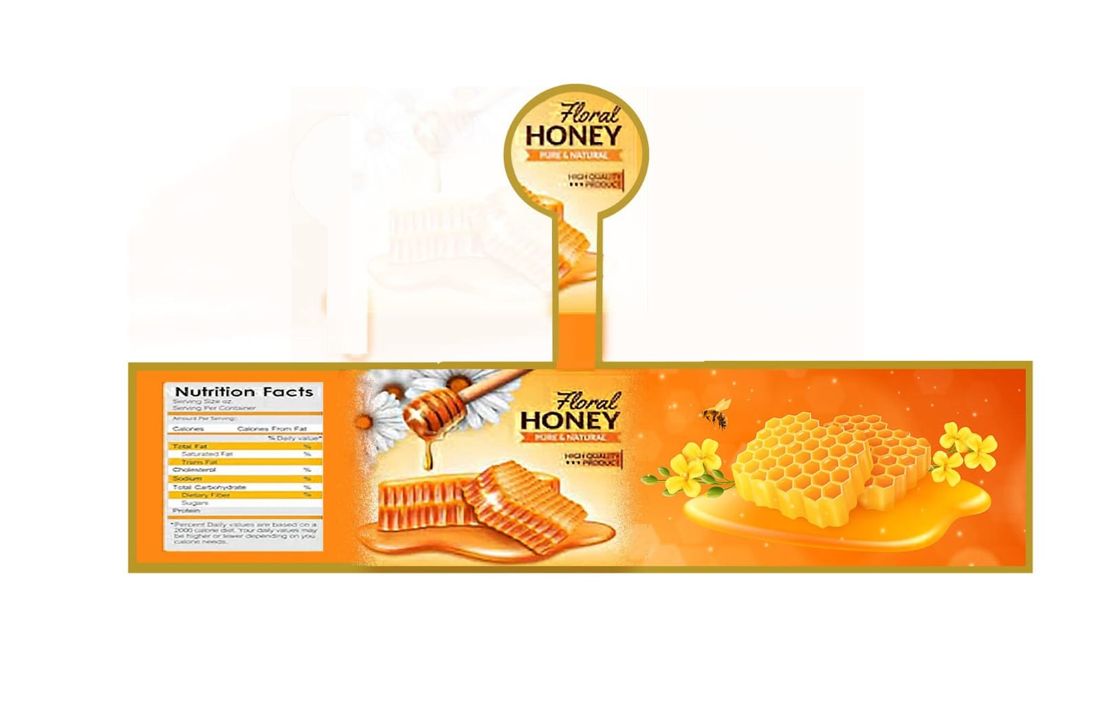 Floral
HONEY
PURE & NATURAL
HIGH QUALITY
PRODUCT
Nutrition Facts
Serving Size oz.
Serving Per Container
Amount Per Serving:
Calories Calories From Fat
% Daily value*
Total Fat %
Saturated Fat %
Trans Fat
Cholesterol %
Sodium %
Total Carbohydrate %
Dietary Fiber %
Sugars
Protein
*Percent Daily values are based on a
2000 calorie diet. Your daily values may
be higher or lower depending on you
calorie needs.
Floral
HONEY
PURE & NATURAL
HIGH QUALITY
PRODUCT